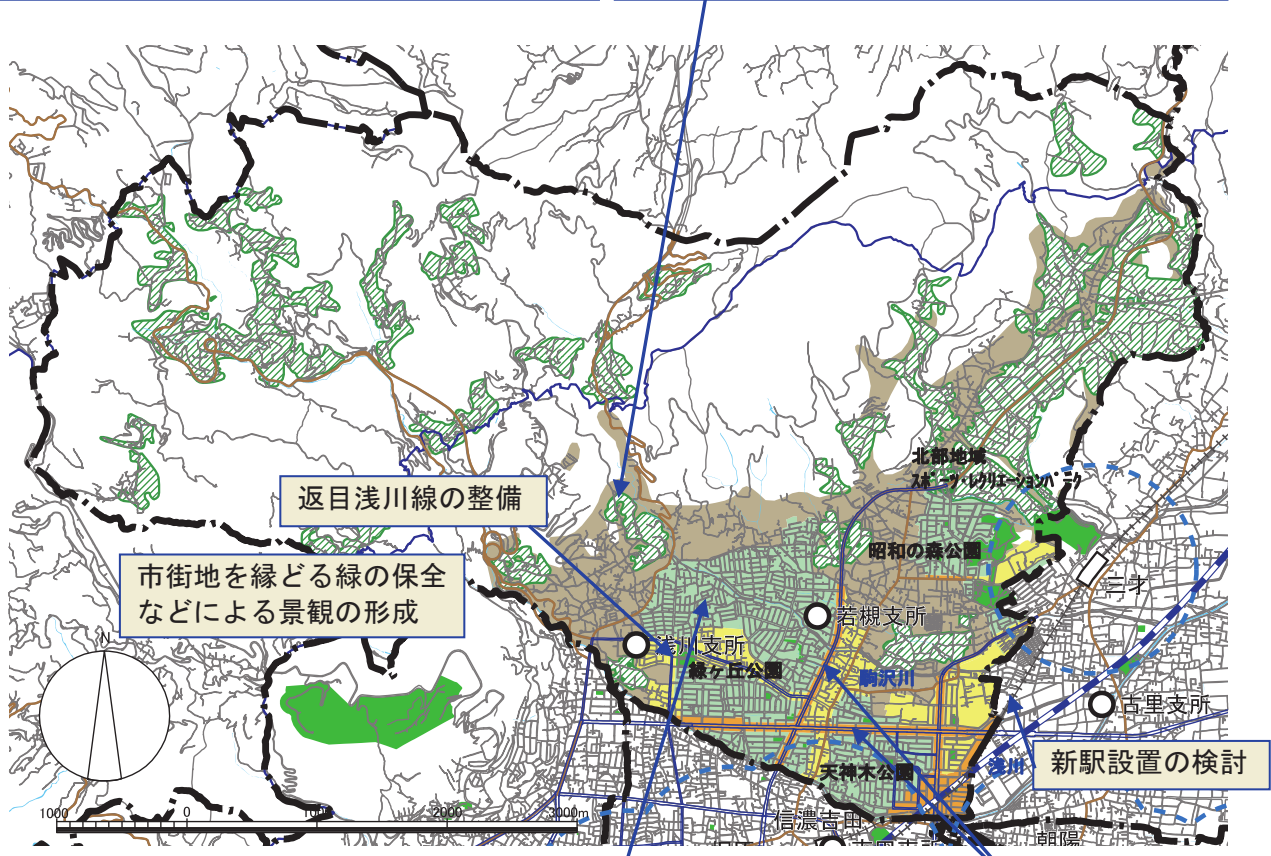 北部地域
スポーツ・レクリエーションパーク
返目浅川線の整備
昭和の森公園
市街地を縁どる緑の保全
などによる景観の形成
三才
若槻支所
N
浅川支所
緑ヶ丘公園
駒沢川
古里支所
新駅設置の検討
浅川
天神木公園
1000
0
1000
2000
3000m
信濃吉田
朝陽